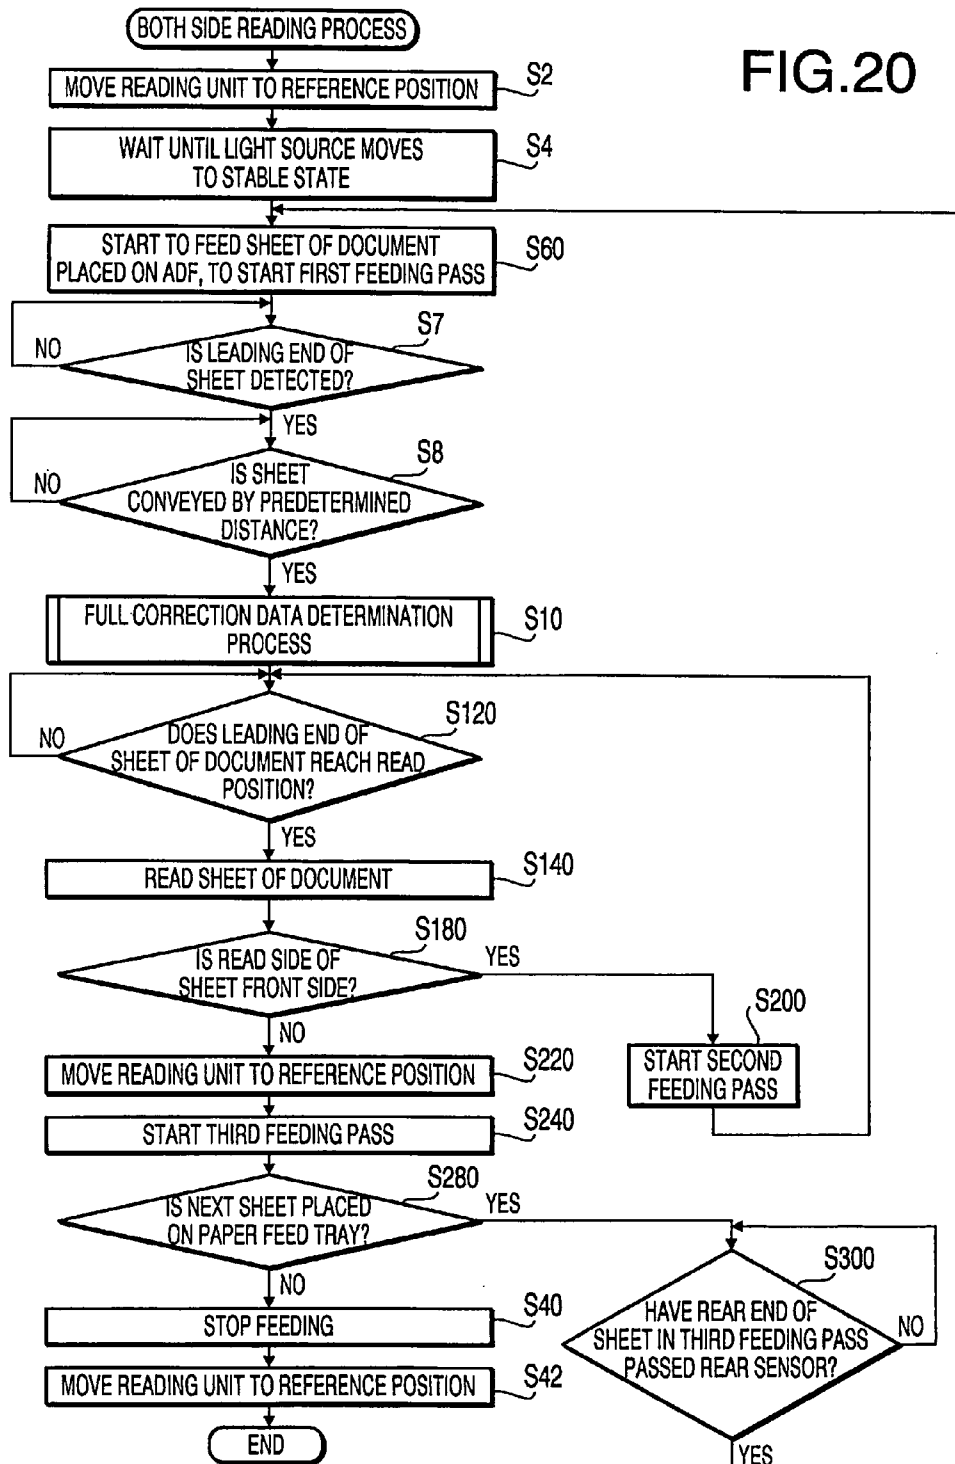 BOTH SIDE READING PROCESS
FIG.20
MOVE READING UNIT TO REFERENCE POSITION
S2
WAIT UNTIL LIGHT SOURCE MOVES
TO STABLE STATE
S4
START TO FEED SHEET OF DOCUMENT
PLACED ON ADF, TO START FIRST FEEDING PASS
S60
S7
NO
IS LEADING END OF
SHEET DETECTED?
YES
S8
NO
IS SHEET
CONVEYED BY PREDETERMINED
DISTANCE?
YES
FULL CORRECTION DATA DETERMINATION
PROCESS
S10
S120
NO
DOES LEADING END OF
SHEET OF DOCUMENT REACH READ
POSITION?
YES
READ SHEET OF DOCUMENT
S140
S180
IS READ SIDE OF
SHEET FRONT SIDE?
YES
NO
S200
START SECOND
FEEDING PASS
MOVE READING UNIT TO REFERENCE POSITION
S220
START THIRD FEEDING PASS
S240
S280
IS NEXT SHEET PLACED
ON PAPER FEED TRAY?
YES
NO
S300
HAVE REAR END OF
SHEET IN THIRD FEEDING PASS
PASSED REAR SENSOR?
NO
YES
STOP FEEDING
S40
MOVE READING UNIT TO REFERENCE POSITION
S42
END